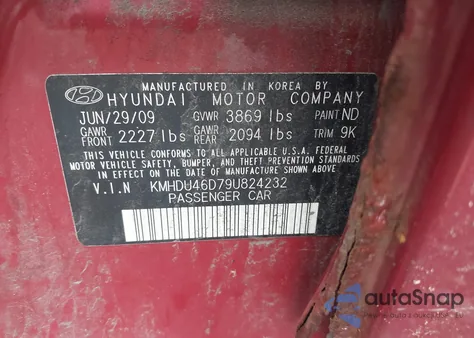 MANUFACTURED IN KOREA BY
HYUNDAI MOTOR COMPANY
JUN/29/09 GVWR 3869 lbs PAINT ND
GAWR FRONT 2227 lbs GAWR REAR 2094 lbs TRIM 9K
THIS VEHICLE CONFORMS TO ALL APPLICABLE U.S.A. FEDERAL
MOTOR VEHICLE SAFETY, BUMPER, AND THEFT PREVENTION STANDARDS
IN EFFECT ON THE DATE OF MANUFACTURE SHOWN ABOVE.
V.I.N KMHDU46D79U824232
PASSENGER CAR
autoSnap